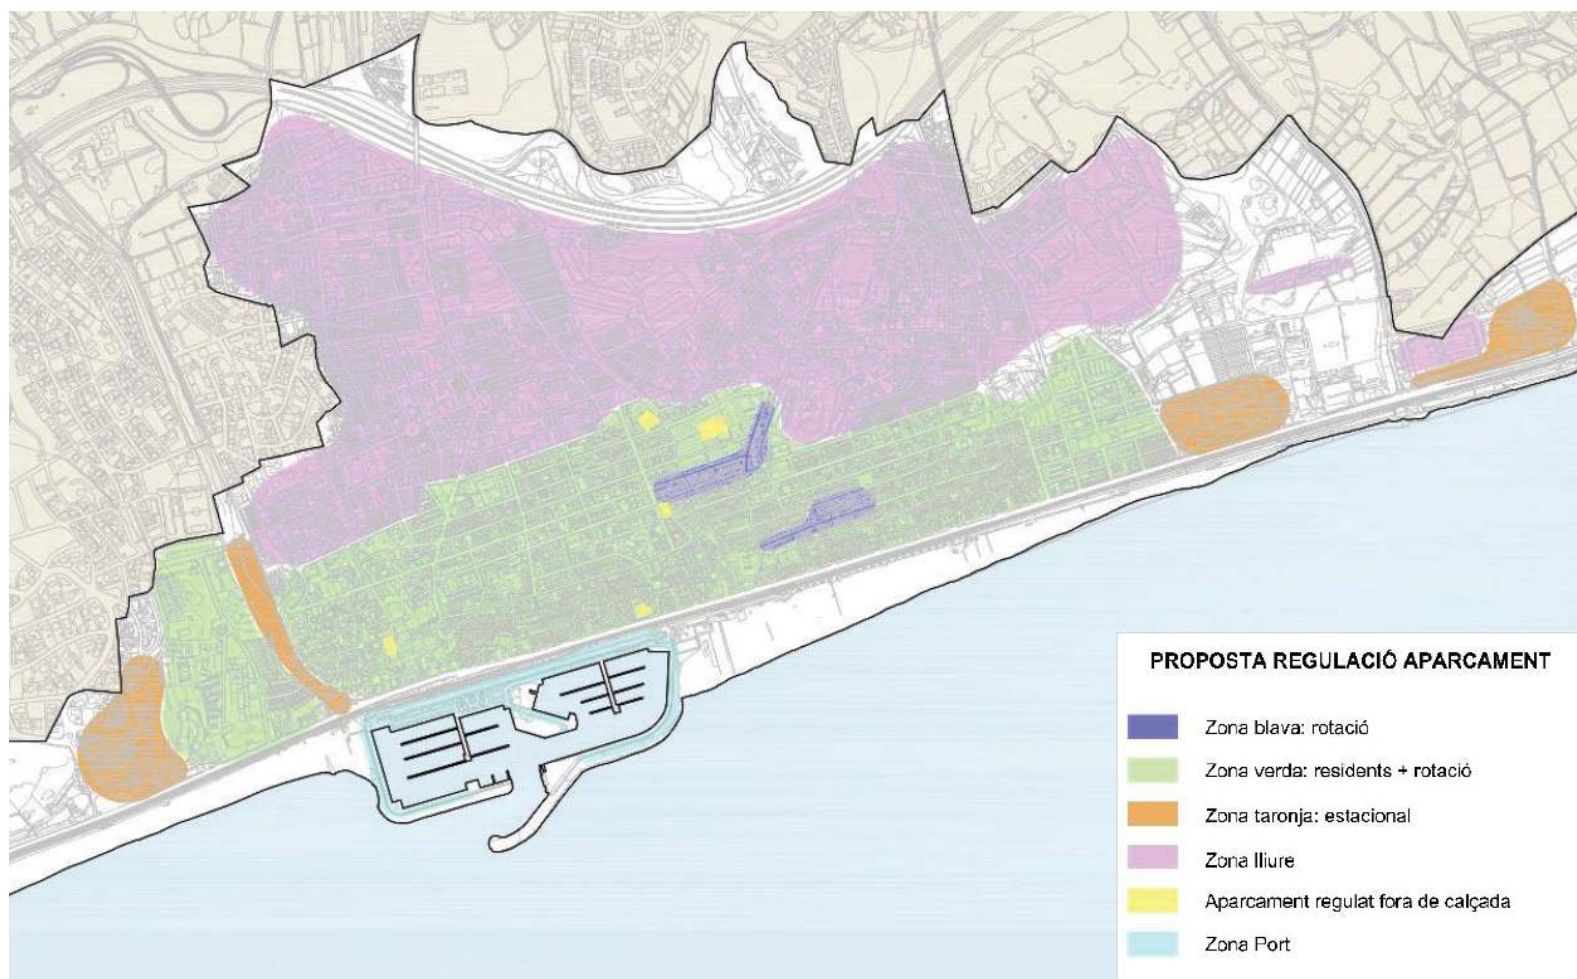 PROPOSTA REGULACIÓ APARCAMENT
Zona blava: rotació
Zona verda: residents + rotació
Zona taronja: estacional
Zona lliure
Aparcament regulat fora de calçada
Zona Port